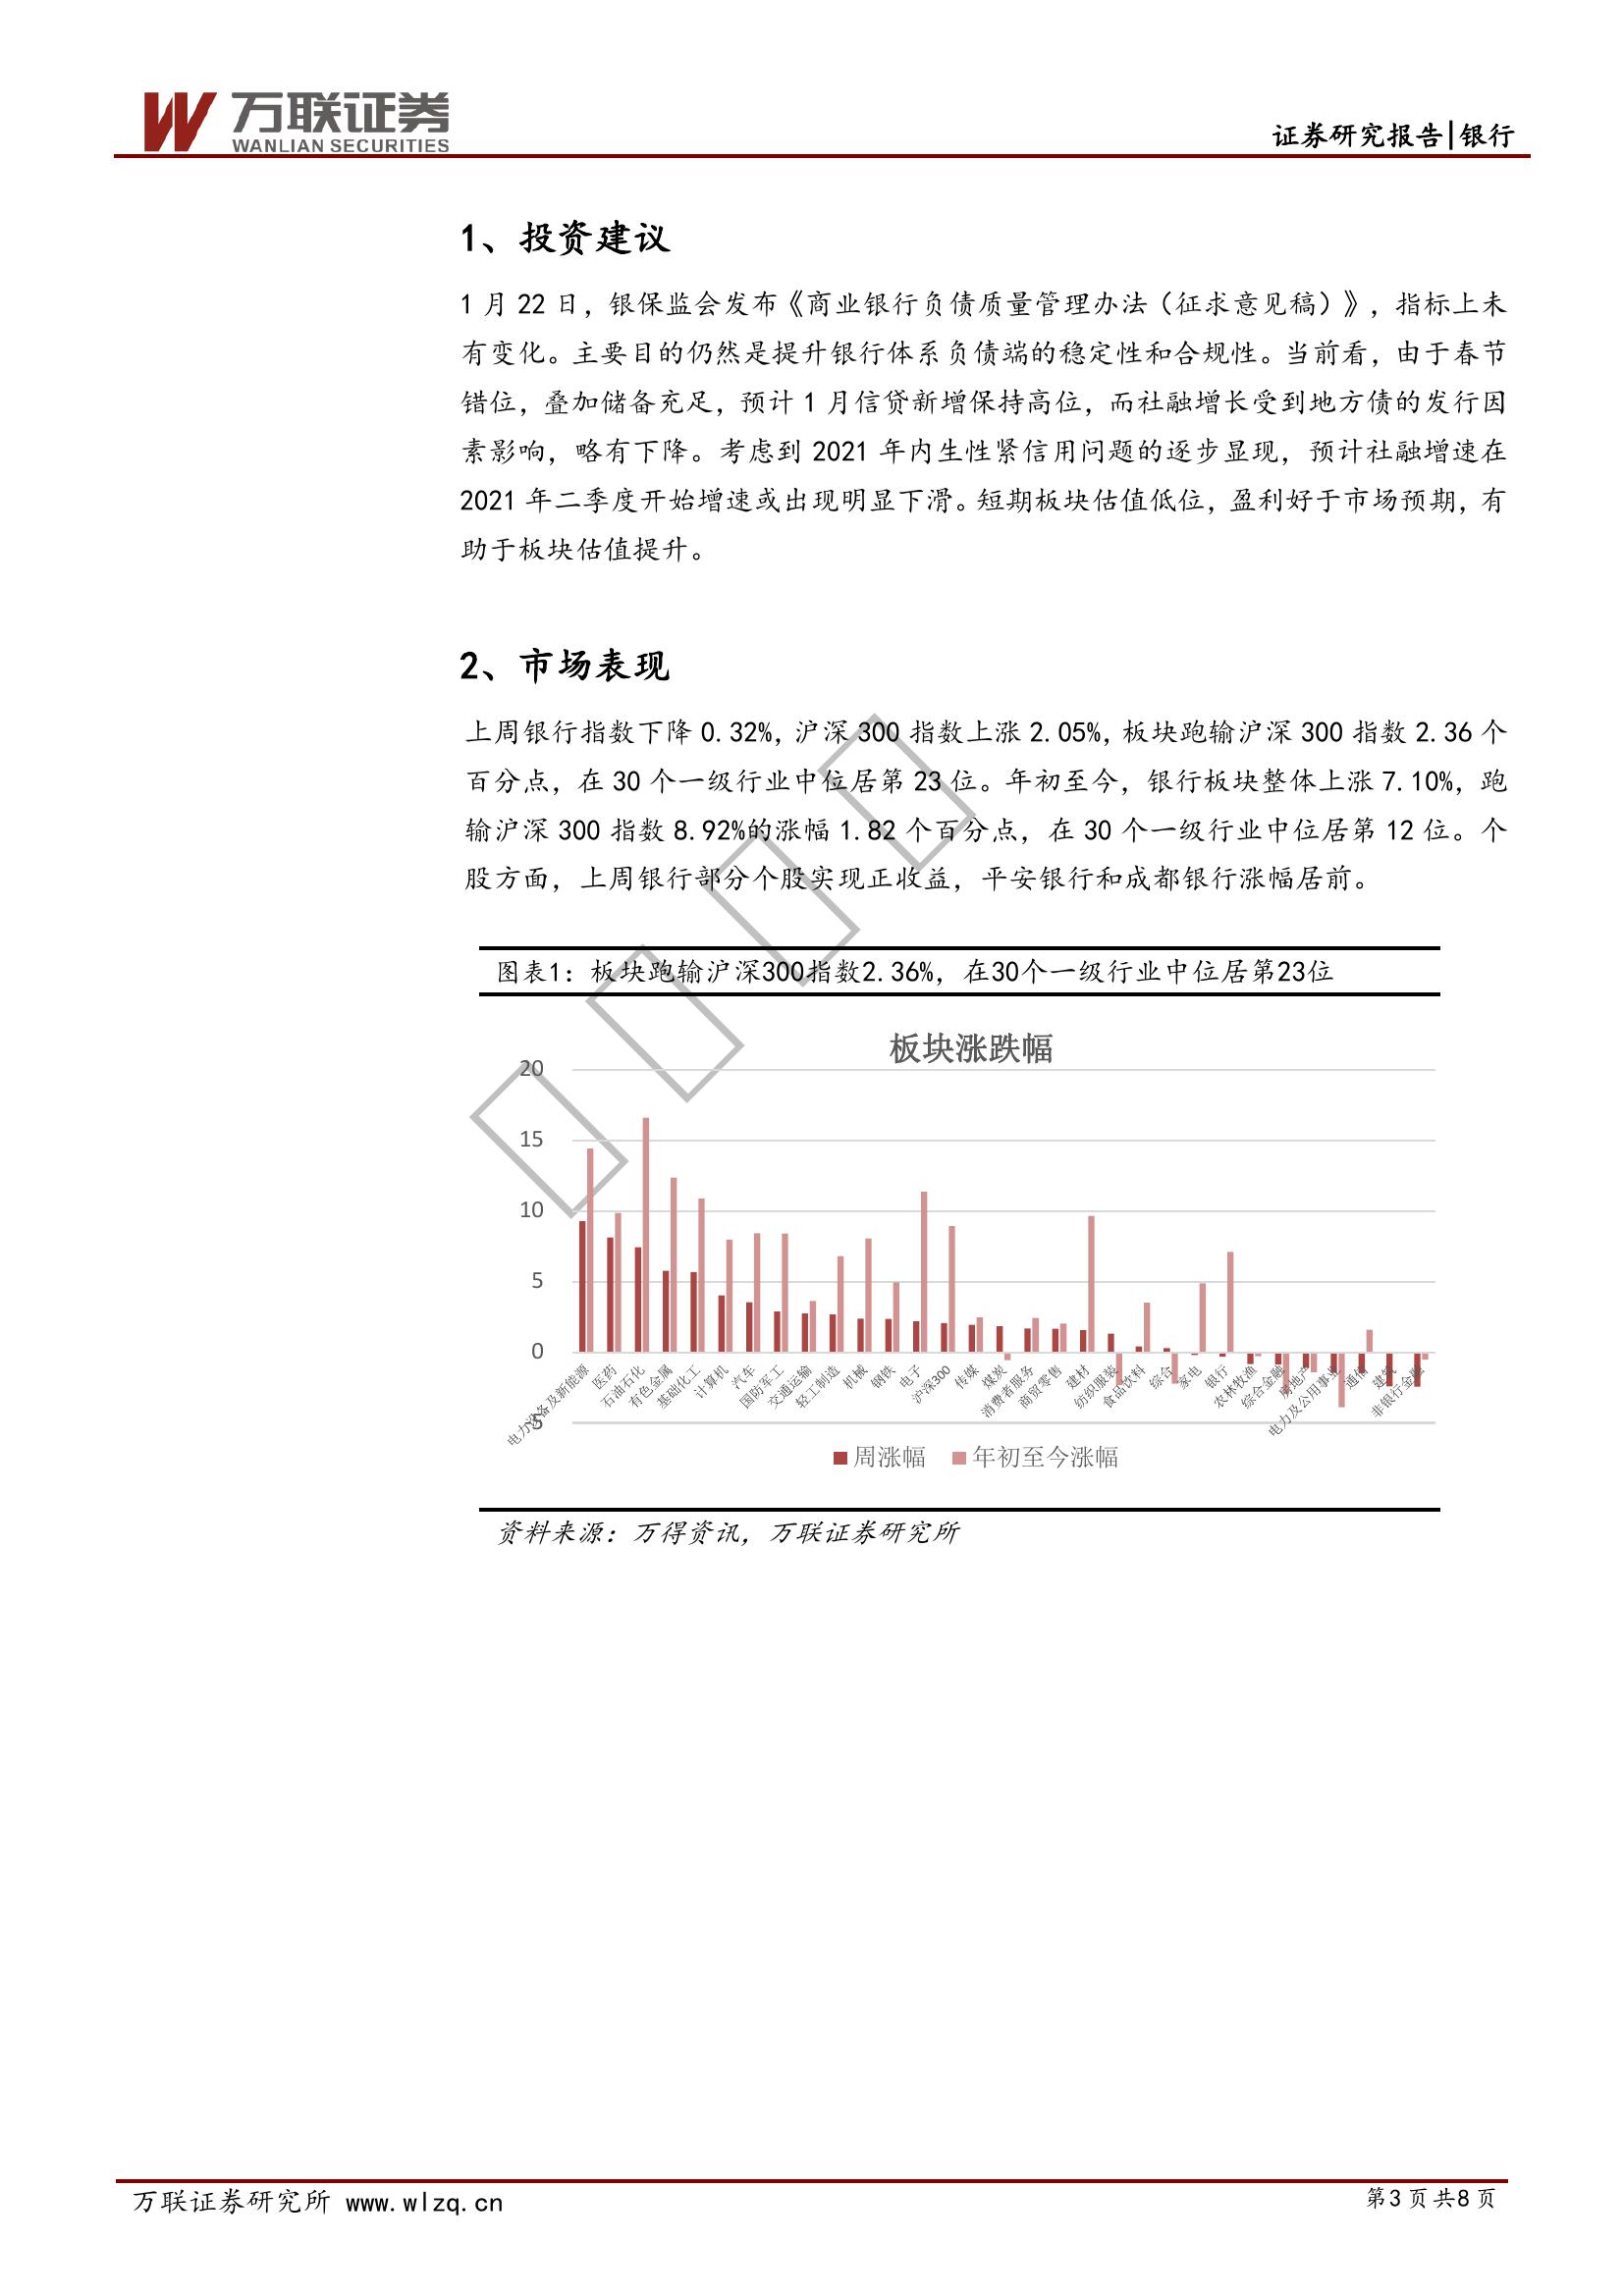 万联证券
WANLIAN SECURITIES
证券研究报告|银行
1、投资建议
1 月 22 日，银保监会发布《商业银行负债质量管理办法（征求意见稿）》，指标上未
有变化。主要目的仍然是提升银行体系负债端的稳定性和合规性。当前看，由于春节
错位，叠加储备充足，预计 1 月信贷新增保持高位，而社融增长受到地方债的发行因
素影响，略有下降。考虑到 2021 年内生性紧信用问题的逐步显现，预计社融增速在
2021 年二季度开始增速或出现明显下滑。短期板块估值低位，盈利好于市场预期，有
助于板块估值提升。
2、市场表现
上周银行指数下降 0.32%，沪深 300 指数上涨 2.05%，板块跑输沪深 300 指数 2.36 个
百分点，在 30 个一级行业中位居第 23 位。年初至今，银行板块整体上涨 7.10%，跑
输沪深 300 指数 8.92%的涨幅 1.82 个百分点，在 30 个一级行业中位居第 12 位。个
股方面，上周银行部分个股实现正收益，平安银行和成都银行涨幅居前。
图表1：板块跑输沪深300指数2.36%，在30个一级行业中位居第23位
板块涨跌幅
20
15
10
5
0
-5
电力设备及新能源
医药
石油石化
有色金属
基础化工
计算机
汽车
国防军工
交通运输
轻工制造
机械
钢铁
电子
沪深300
传媒
煤炭
消费者服务
商贸零售
建材
纺织服装
食品饮料
综合
家电
银行
农林牧渔
综合金融
房地产
电力及公用事业
通信
建筑
非银行金融
周涨幅 年初至今涨幅
资料来源：万得资讯，万联证券研究所
万联证券研究所 www.wlzq.cn
第3页共8页